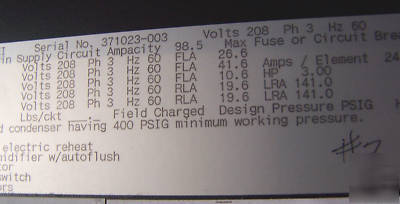 T Serial No. 371023-003 Volts 208 Ph 3 Hz 60
in Supply Circuit Ampacity 98.5 Max Fuse or Circuit Brea
Volts 208 Ph 3 Hz 60 FLA 26.6
Volts 208 Ph 3 Hz 60 FLA 41.6 Amps / Element 24
Volts 208 Ph 3 Hz 60 FLA 10.6 HP 3.00
Volts 208 Ph 3 Hz 60 RLA 19.6 LRA 141.0
Volts 208 Ph 3 Hz 60 RLA 19.6 LRA 141.0
Lbs/ckt __._ Field Charged Design Pressure PSIG H
d condenser having 400 PSIG minimum working pressure.
electric reheat
midifier w/autoflush
tor
switch
ors
#7